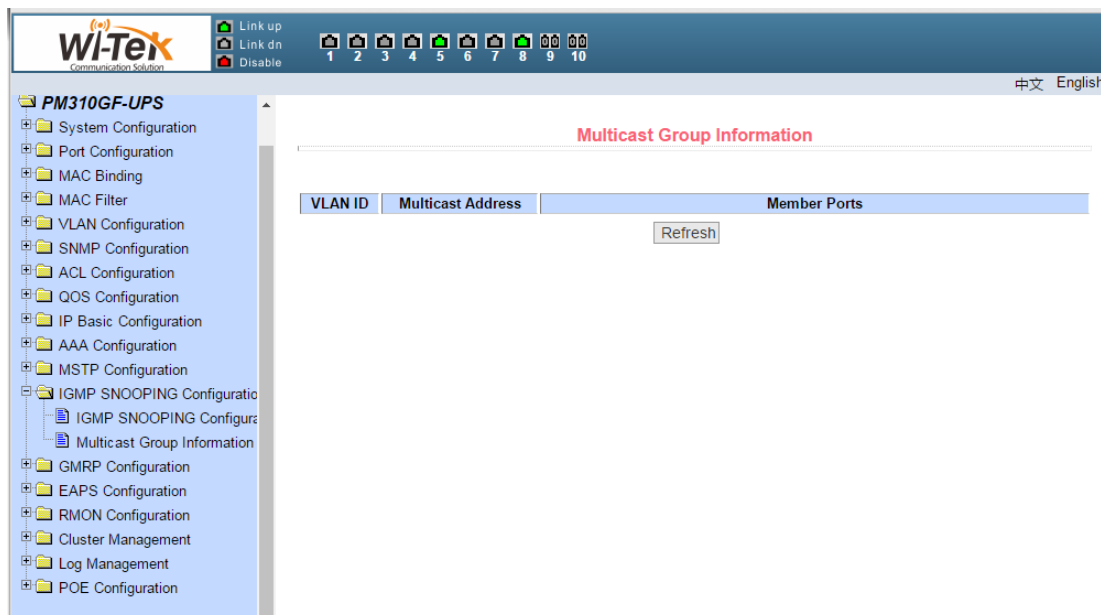 Wi-Tek
Communication Solution
Link up
Link dn
Disable
1 2 3 4 5 6 7 8 9 10
中文 English
PM310GF-UPS
System Configuration
Port Configuration
MAC Binding
MAC Filter
VLAN Configuration
SNMP Configuration
ACL Configuration
QOS Configuration
IP Basic Configuration
AAA Configuration
MSTP Configuration
IGMP SNOOPING Configuratio
IGMP SNOOPING Configura
Multicast Group Information
GMRP Configuration
EAPS Configuration
RMON Configuration
Cluster Management
Log Management
POE Configuration
Multicast Group Information
VLAN ID Multicast Address Member Ports
Refresh